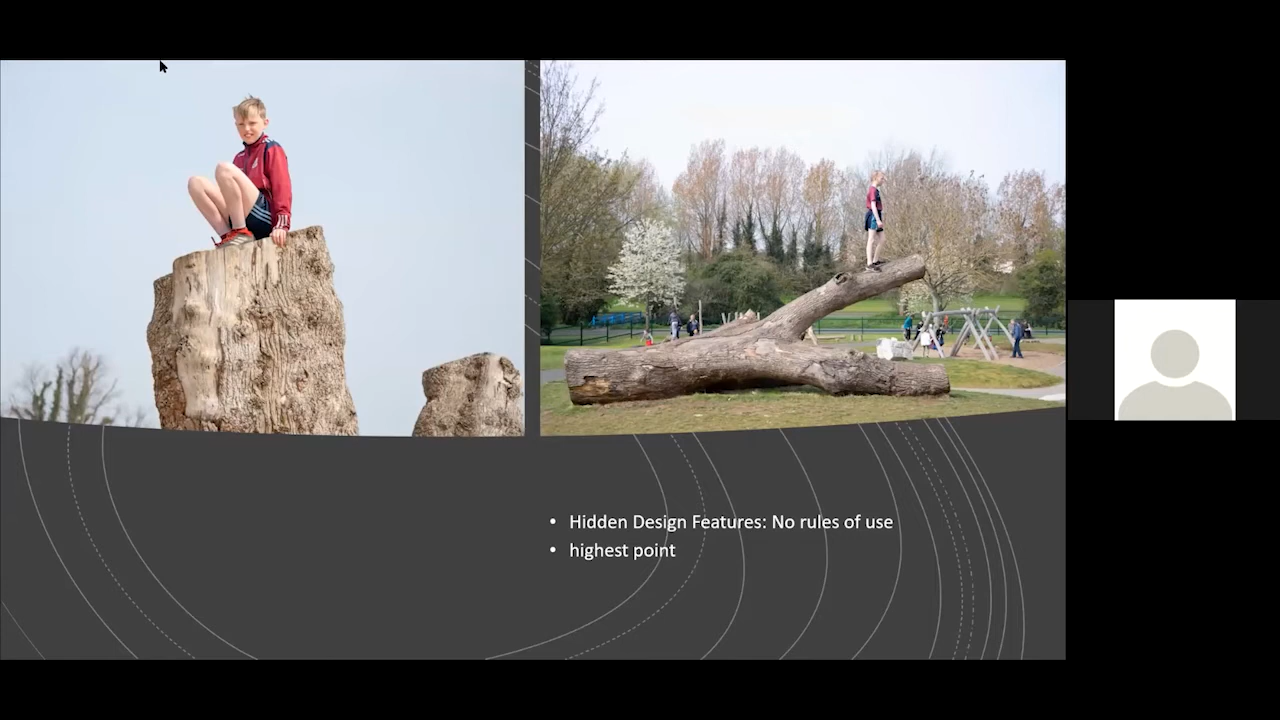 • Hidden Design Features: No rules of use
• highest point